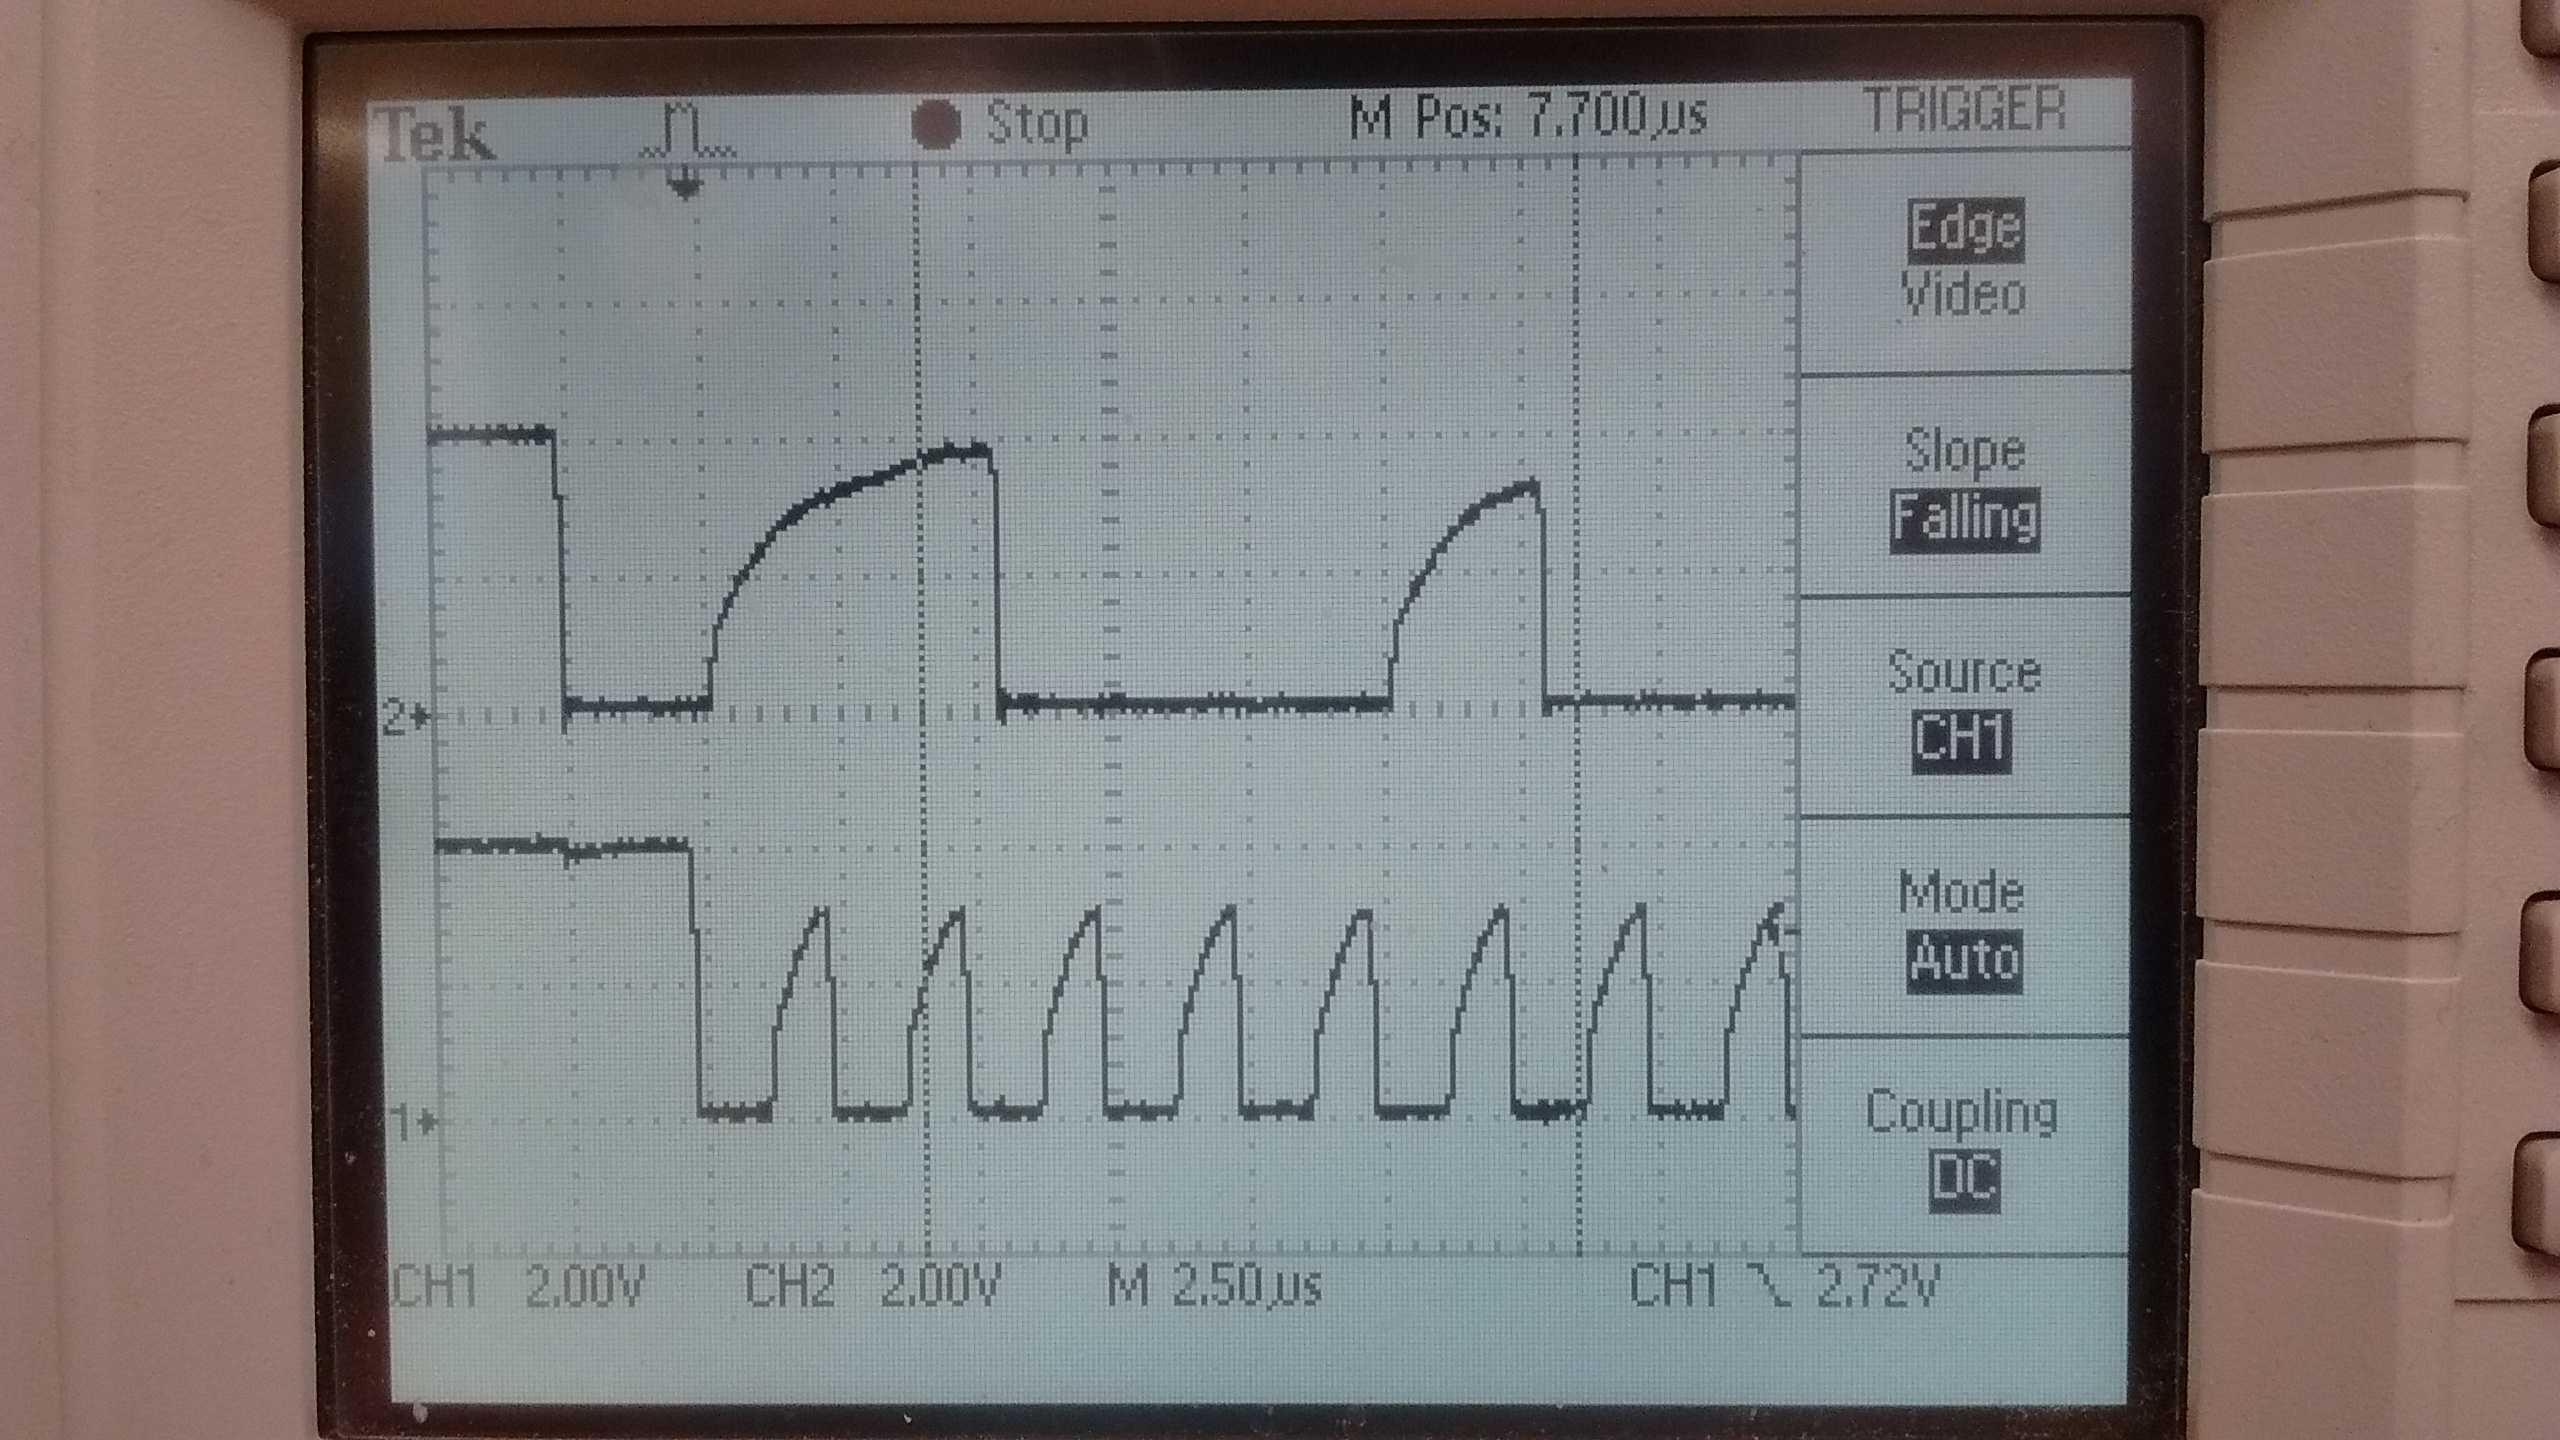 Tek Stop M Pos: 7.700µs TRIGGER
Edge
Video
Slope
Falling
Source
CH1
Mode
Auto
Coupling
DC
2
1
CH1 2.00V CH2 2.00V M 2.50µs CH1 2.72V